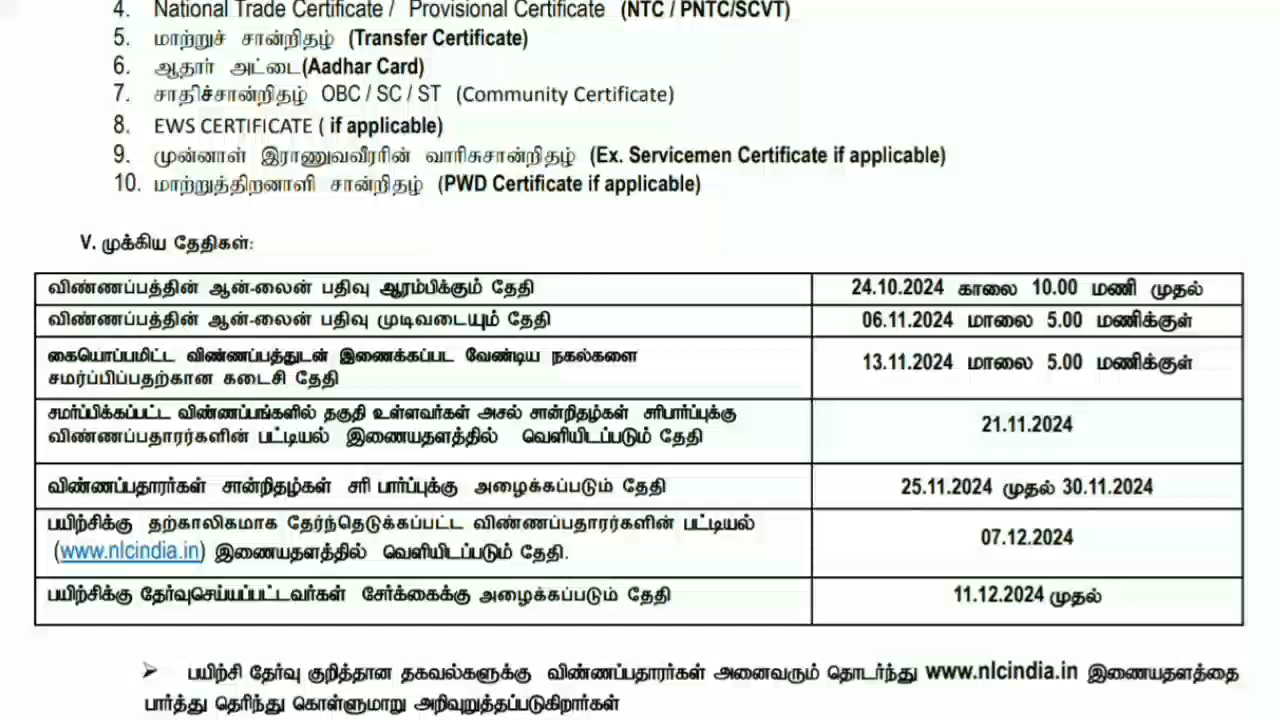 4. National Trade Certificate / Provisional Certificate (NTC / PNTC/SCVT)
5. மாற்றுச் சான்றிதழ் (Transfer Certificate)
6. ஆதார் அட்டை(Aadhar Card)
7. சாதிச்சான்றிதழ் OBC / SC / ST (Community Certificate)
8. EWS CERTIFICATE ( if applicable)
9. முன்னாள் இராணுவவீரரின் வாரிசுசான்றிதழ் (Ex. Servicemen Certificate if applicable)
10. மாற்றுத்திறனாளி சான்றிதழ் (PWD Certificate if applicable)
V. முக்கிய தேதிகள்:
விண்ணப்பத்தின் ஆன்-லைன் பதிவு ஆரம்பிக்கும் தேதி 24.10.2024 காலை 10.00 மணி முதல்
விண்ணப்பத்தின் ஆன்-லைன் பதிவு முடிவடையும் தேதி 06.11.2024 மாலை 5.00 மணிக்குள்
கையொப்பமிட்ட விண்ணப்பத்துடன் இணைக்கப்பட வேண்டிய நகல்களை
சமர்ப்பிப்பதற்கான கடைசி தேதி 13.11.2024 மாலை 5.00 மணிக்குள்
சமர்ப்பிக்கப்பட்ட விண்ணப்பங்களில் தகுதி உள்ளவர்கள் அசல் சான்றிதழ்கள் சரிபார்ப்புக்கு
விண்ணப்பதாரர்களின் பட்டியல் இணையதளத்தில் வெளியிடப்படும் தேதி 21.11.2024
விண்ணப்பதாரர்கள் சான்றிதழ்கள் சரி பார்ப்புக்கு அழைக்கப்படும் தேதி 25.11.2024 முதல் 30.11.2024
பயிற்சிக்கு தற்காலிகமாக தேர்ந்தெடுக்கப்பட்ட விண்ணப்பதாரர்களின் பட்டியல்
(www.nlcindia.in) இணையதளத்தில் வெளியிடப்படும் தேதி. 07.12.2024
பயிற்சிக்கு தேர்வுசெய்யப்பட்டவர்கள் சேர்க்கைக்கு அழைக்கப்படும் தேதி 11.12.2024 முதல்
➢ பயிற்சி தேர்வு குறித்தான தகவல்களுக்கு விண்ணப்பதாரர்கள் அனைவரும் தொடர்ந்து www.nlcindia.in இணையதளத்தை
பார்த்து தெரிந்து கொள்ளுமாறு அறிவுறுத்தப்படுகிறார்கள்